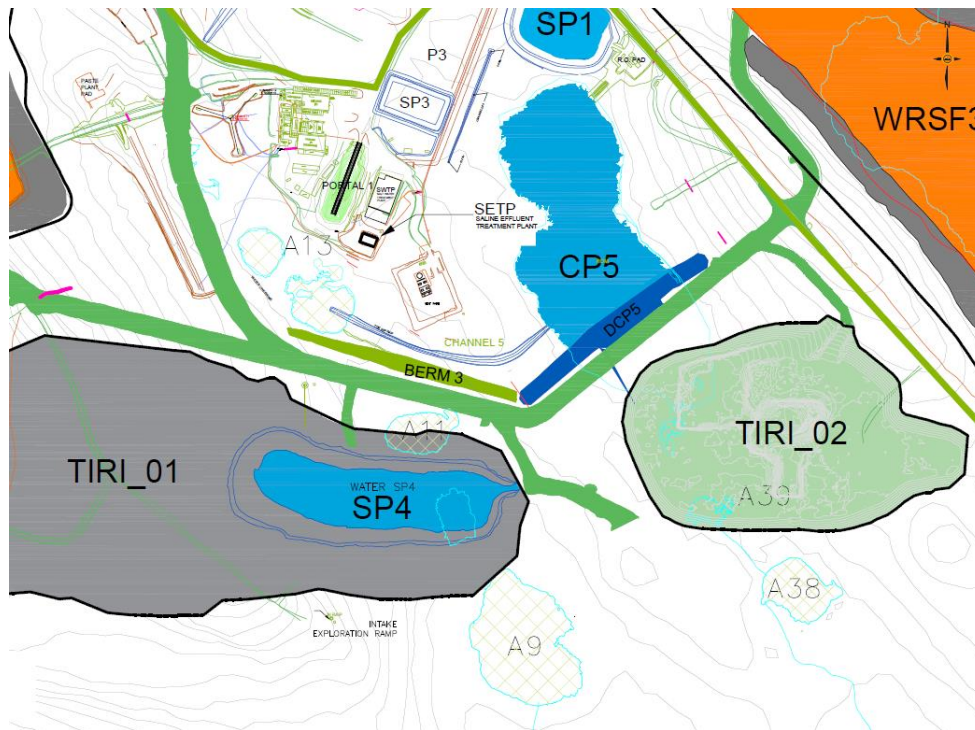 SP1
N
P3
R.O. PAD
PASTE
PLANT
PAD
SP3
WRSF3
PORTAL 1
SWTP
SETP
SALINE EFFLUENT
TREATMENT PLANT
A13
CP5
DCP5
CHANNEL 5
BERM 3
A11
TIRI_02
TIRI_01
WATER SP4
SP4
A39
A38
INTAKE
EXPLORATION RAMP
A9